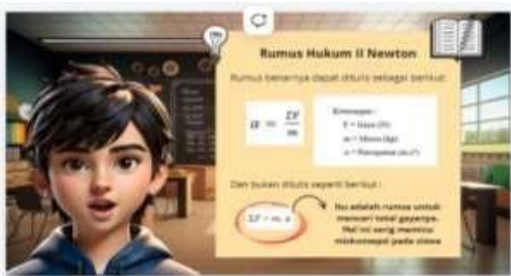 Rumus Hukum II Newton
Rumus benarnya dapat ditulis sebagai berikut
a = ΣF/m
Keterangan :
F = Gaya (N)
m = Massa (kg)
a = Percepatan (m/s²)
Dan bukan ditulis seperti berikut :
ΣF = m. a
Itu adalah rumus untuk
mencari total gayanya.
Hal ini sering memicu
miskonsepsi pada siswa